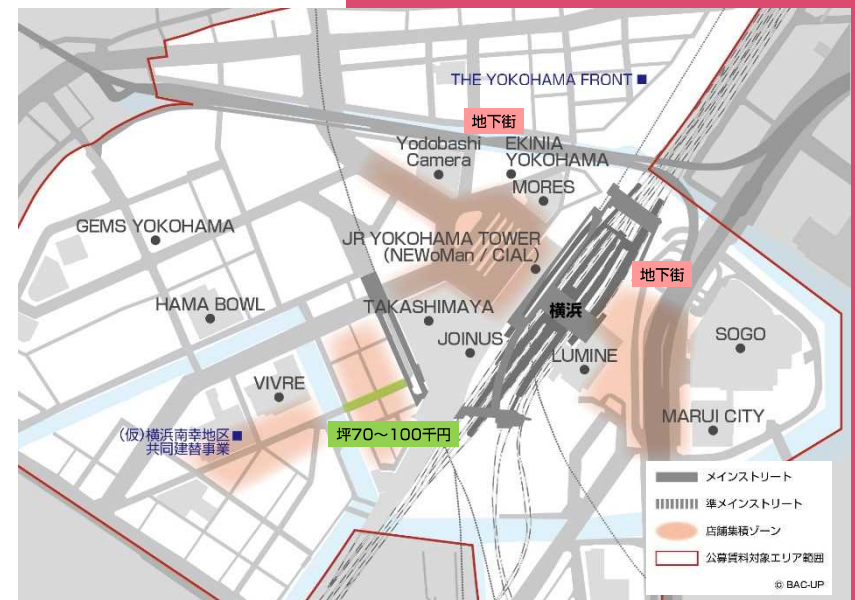 THE YOKOHAMA FRONT ■
地下街
Yodobashi
Camera
EKINIA
YOKOHAMA
MORES
GEMS YOKOHAMA
JR YOKOHAMA TOWER
(NEWoMan / CIAL)
地下街
HAMA BOWL
TAKASHIMAYA
横浜
JOINUS
SOGO
LUMINE
VIVRE
MARUI CITY
(仮)横浜南幸地区■
共同建替事業
坪70～100千円
メインストリート
準メインストリート
店舗集積ゾーン
公募賃料対象エリア範囲
© BAC-UP